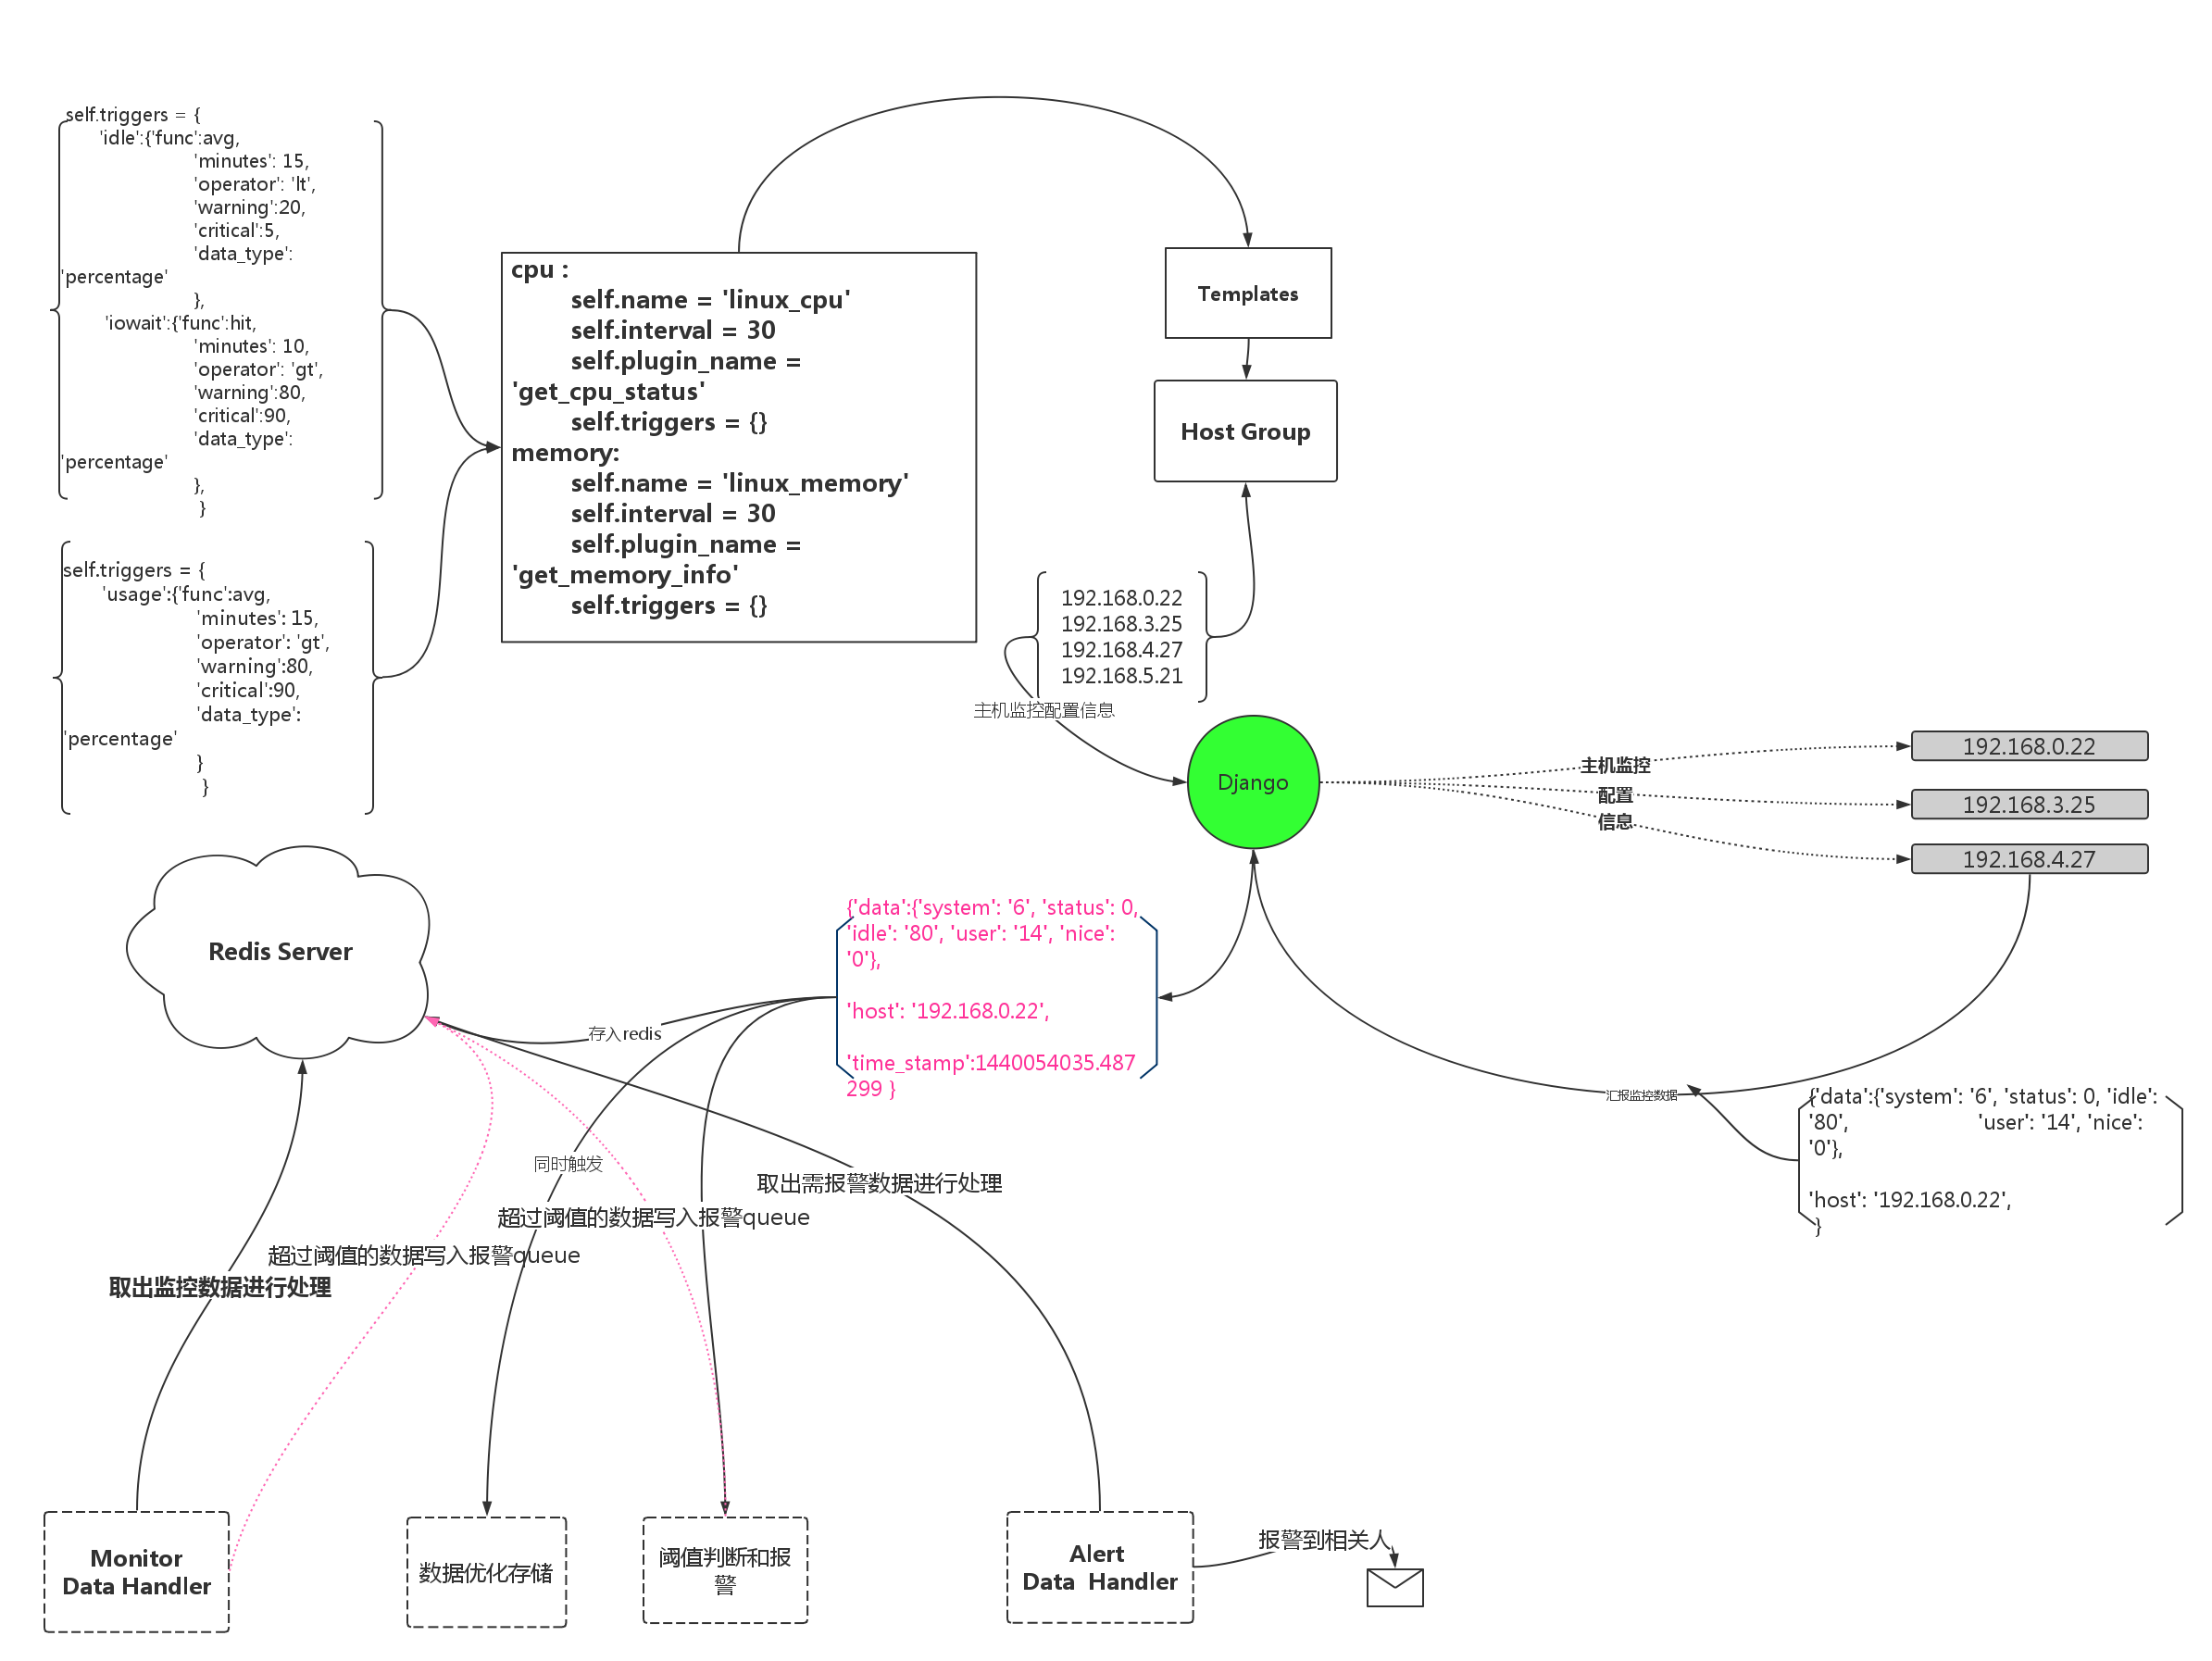 self.triggers = {
'idle':{'func':avg,
'minutes': 15,
'operator': 'lt',
'warning':20,
'critical':5,
'data_type':
'percentage'
},
'iowait':{'func':hit,
'minutes': 10,
'operator': 'gt',
'warning':80,
'critical':90,
'data_type':
'percentage'
},
}
self.triggers = {
'usage':{'func':avg,
'minutes': 15,
'operator': 'gt',
'warning':80,
'critical':90,
'data_type':
'percentage'
}
}
cpu :
self.name = 'linux_cpu'
self.interval = 30
self.plugin_name =
'get_cpu_status'
self.triggers = {}
memory:
self.name = 'linux_memory'
self.interval = 30
self.plugin_name =
'get_memory_info'
self.triggers = {}
Templates
Host Group
192.168.0.22
192.168.3.25
192.168.4.27
192.168.5.21
主机监控配置信息
Django
主机监控
配置
信息
192.168.0.22
192.168.3.25
192.168.4.27
Redis Server
{'data':{'system': '6', 'status': 0,
'idle': '80', 'user': '14', 'nice':
'0'},
'host': '192.168.0.22',
'time_stamp':1440054035.487
299 }
存入redis
汇报监控数据
{'data':{'system': '6', 'status': 0, 'idle':
'80', 'user': '14', 'nice':
'0'},
'host': '192.168.0.22',
}
同时触发
取出需报警数据进行处理
超过阈值的数据写入报警queue
超过阈值的数据写入报警queue
取出监控数据进行处理
Monitor
Data Handler
数据优化存储
阈值判断和报
警
Alert
Data  Handler
报警到相关人